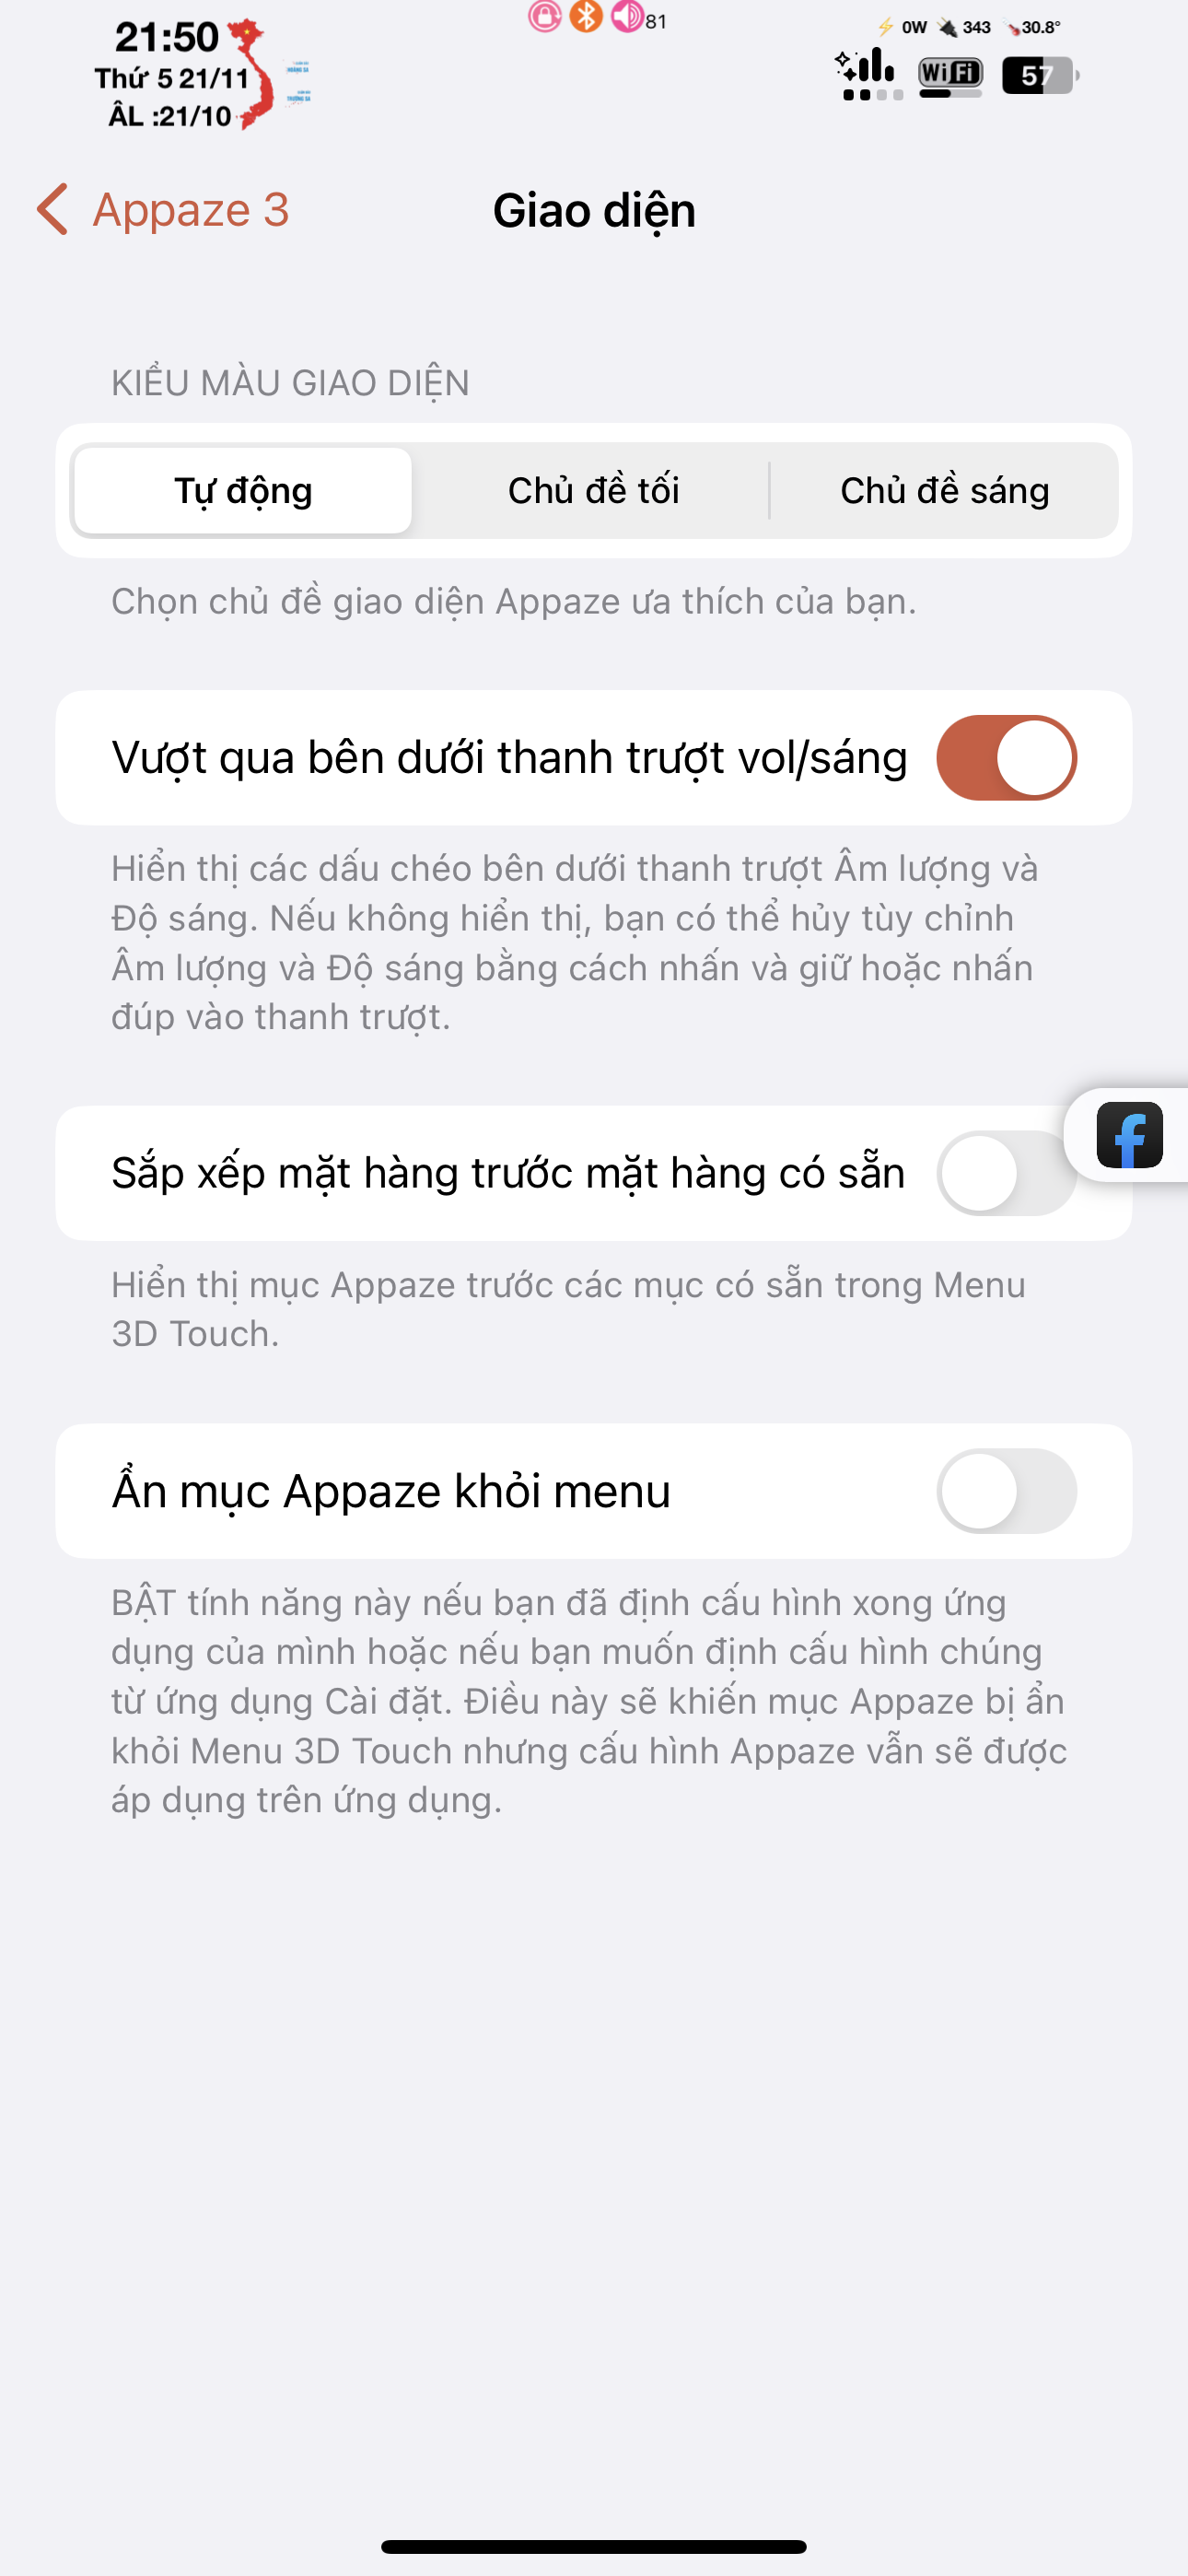 21:50
Thứ 5 21/11
ÂL :21/10
81
0W 343 30.8°
WiFi 57
Appaze 3
Giao diện
KIỂU MÀU GIAO DIỆN
Tự động
Chủ đề tối
Chủ đề sáng
Chọn chủ đề giao diện Appaze ưa thích của bạn.
Vượt qua bên dưới thanh trượt vol/sáng
Hiển thị các dấu chéo bên dưới thanh trượt Âm lượng và
Độ sáng. Nếu không hiển thị, bạn có thể hủy tùy chỉnh
Âm lượng và Độ sáng bằng cách nhấn và giữ hoặc nhấn
đúp vào thanh trượt.
Sắp xếp mặt hàng trước mặt hàng có sẵn
Hiển thị mục Appaze trước các mục có sẵn trong Menu
3D Touch.
Ẩn mục Appaze khỏi menu
BẬT tính năng này nếu bạn đã định cấu hình xong ứng
dụng của mình hoặc nếu bạn muốn định cấu hình chúng
từ ứng dụng Cài đặt. Điều này sẽ khiến mục Appaze bị ẩn
khỏi Menu 3D Touch nhưng cấu hình Appaze vẫn sẽ được
áp dụng trên ứng dụng.